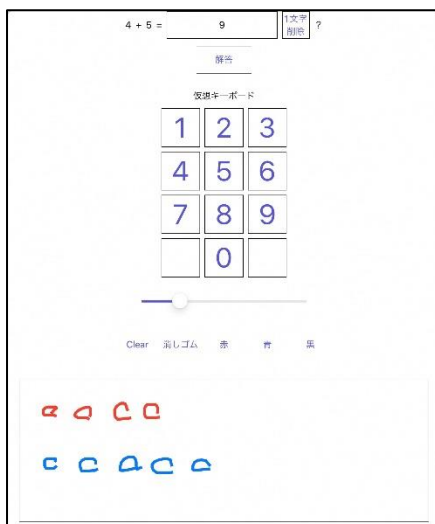 4 + 5 = 9 1文字削除 ?
解答
仮想キーボード
1 2 3
4 5 6
7 8 9
0
Clear 消しゴム 赤 青 黒